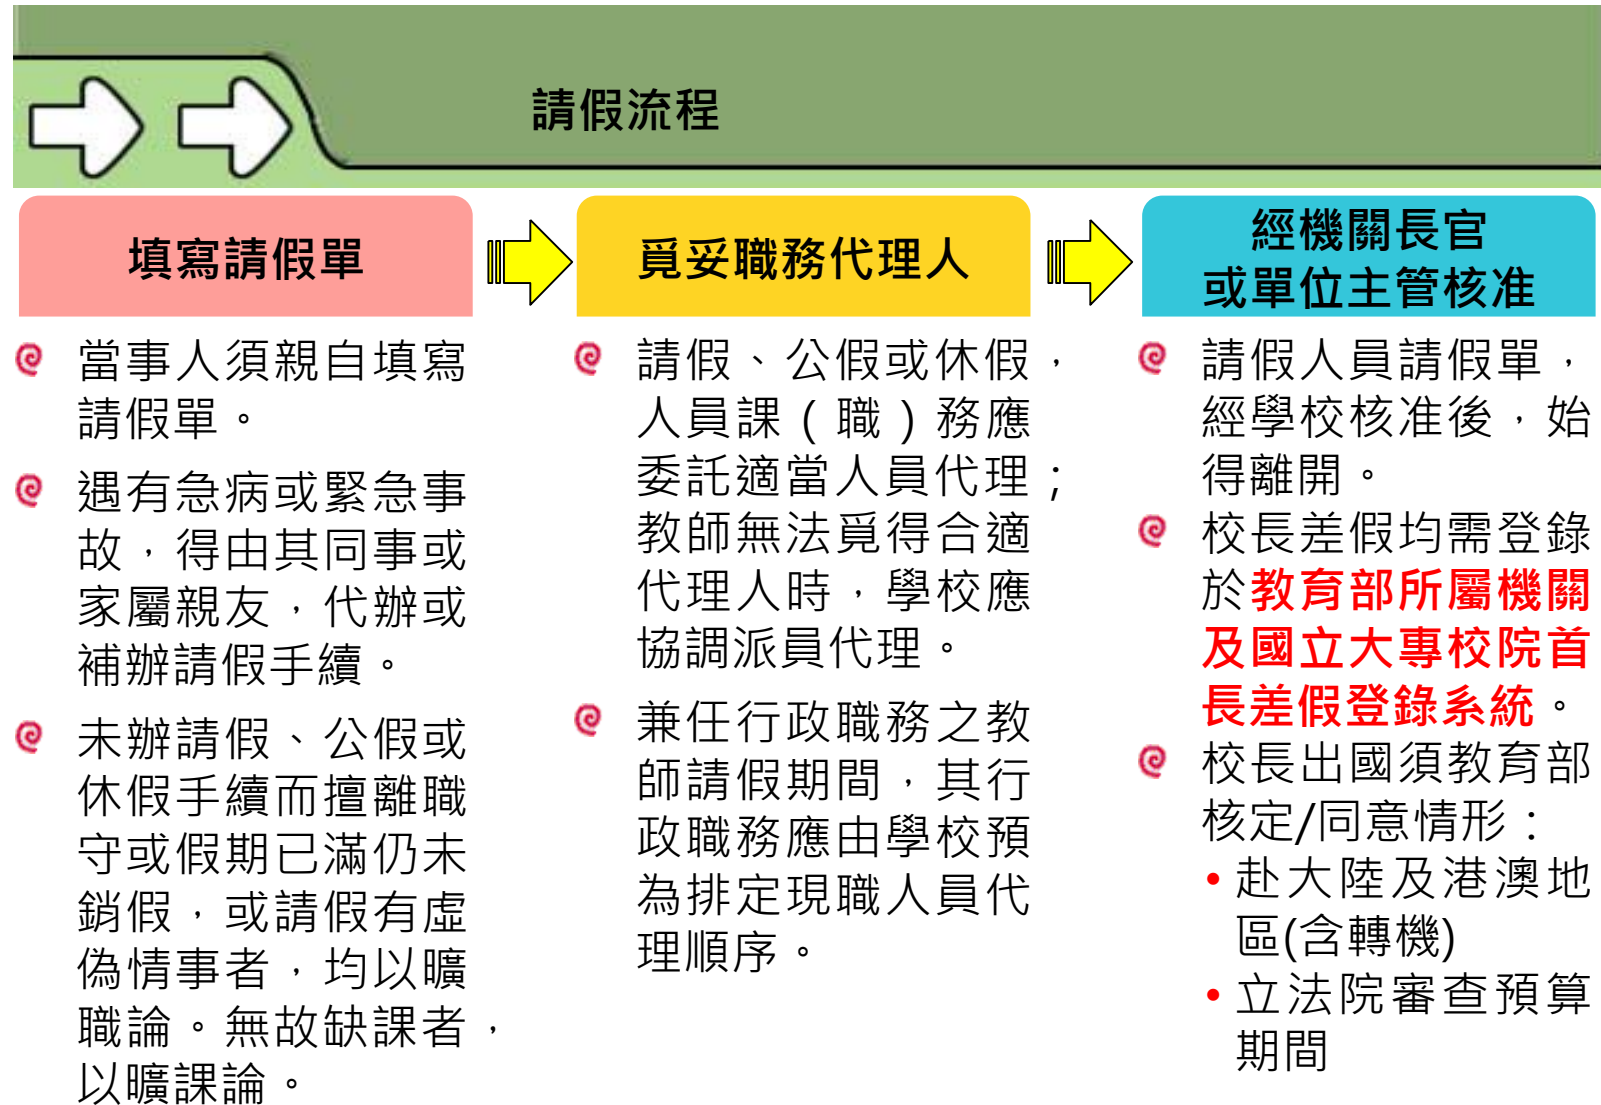 請假流程
填寫請假單
當事人須親自填寫
請假單。
遇有急病或緊急事
故，得由其同事或
家屬親友，代辦或
補辦請假手續。
未辦請假、公假或
休假手續而擅離職
守或假期已滿仍未
銷假，或請假有虛
偽情事者，均以曠
職論。無故缺課者，
以曠課論。
覓妥職務代理人
請假、公假或休假，
人員課（職）務應
委託適當人員代理；
教師無法覓得合適
代理人時，學校應
協調派員代理。
兼任行政職務之教
師請假期間，其行
政職務應由學校預
為排定現職人員代
理順序。
經機關長官
或單位主管核准
請假人員請假單，
經學校核准後，始
得離開。
校長差假均需登錄
於教育部所屬機關
及國立大專校院首
長差假登錄系統。
校長出國須教育部
核定/同意情形：
•赴大陸及港澳地
區(含轉機)
•立法院審查預算
期間